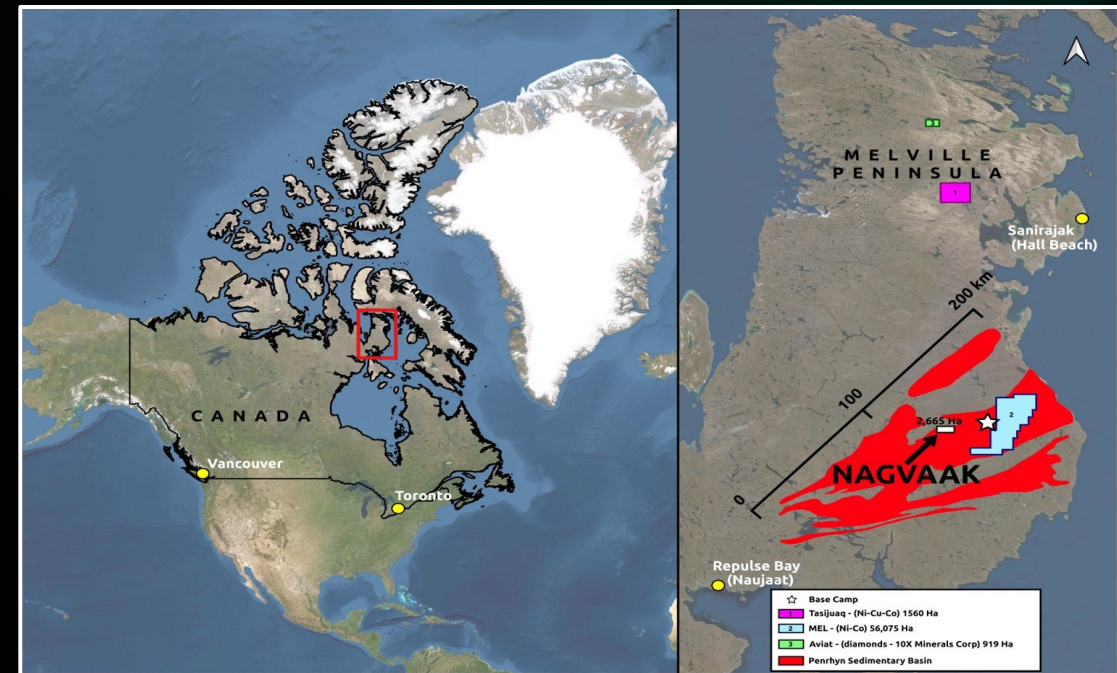 CANADA
Vancouver
Toronto
MELVILLE
PENINSULA
3
1
Sanirajak
(Hall Beach)
200 km
100
0
2,665 Ha
2
NAGVAAK
Repulse Bay
(Naujaat)
Base Camp
1 Tasijuaq - (Ni-Cu-Co) 1560 Ha
2 MEL - (Ni-Co) 56,075 Ha
3 Aviat - (diamonds - 10X Minerals Corp) 919 Ha
Penrhyn Sedimentary Basin